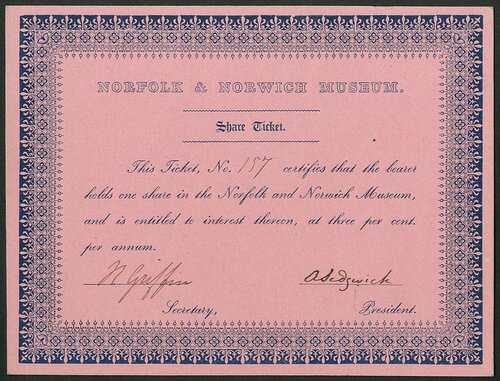 NORFOLK & NORWICH MUSEUM.
Share Ticket.
This Ticket, No. 157 certifies that the bearer
holds one share in the Norfolk and Norwich Museum,
and is entitled to interest thereon, at three per cent.
per annum.
N Griffin ASedgwick
Secretary, President.